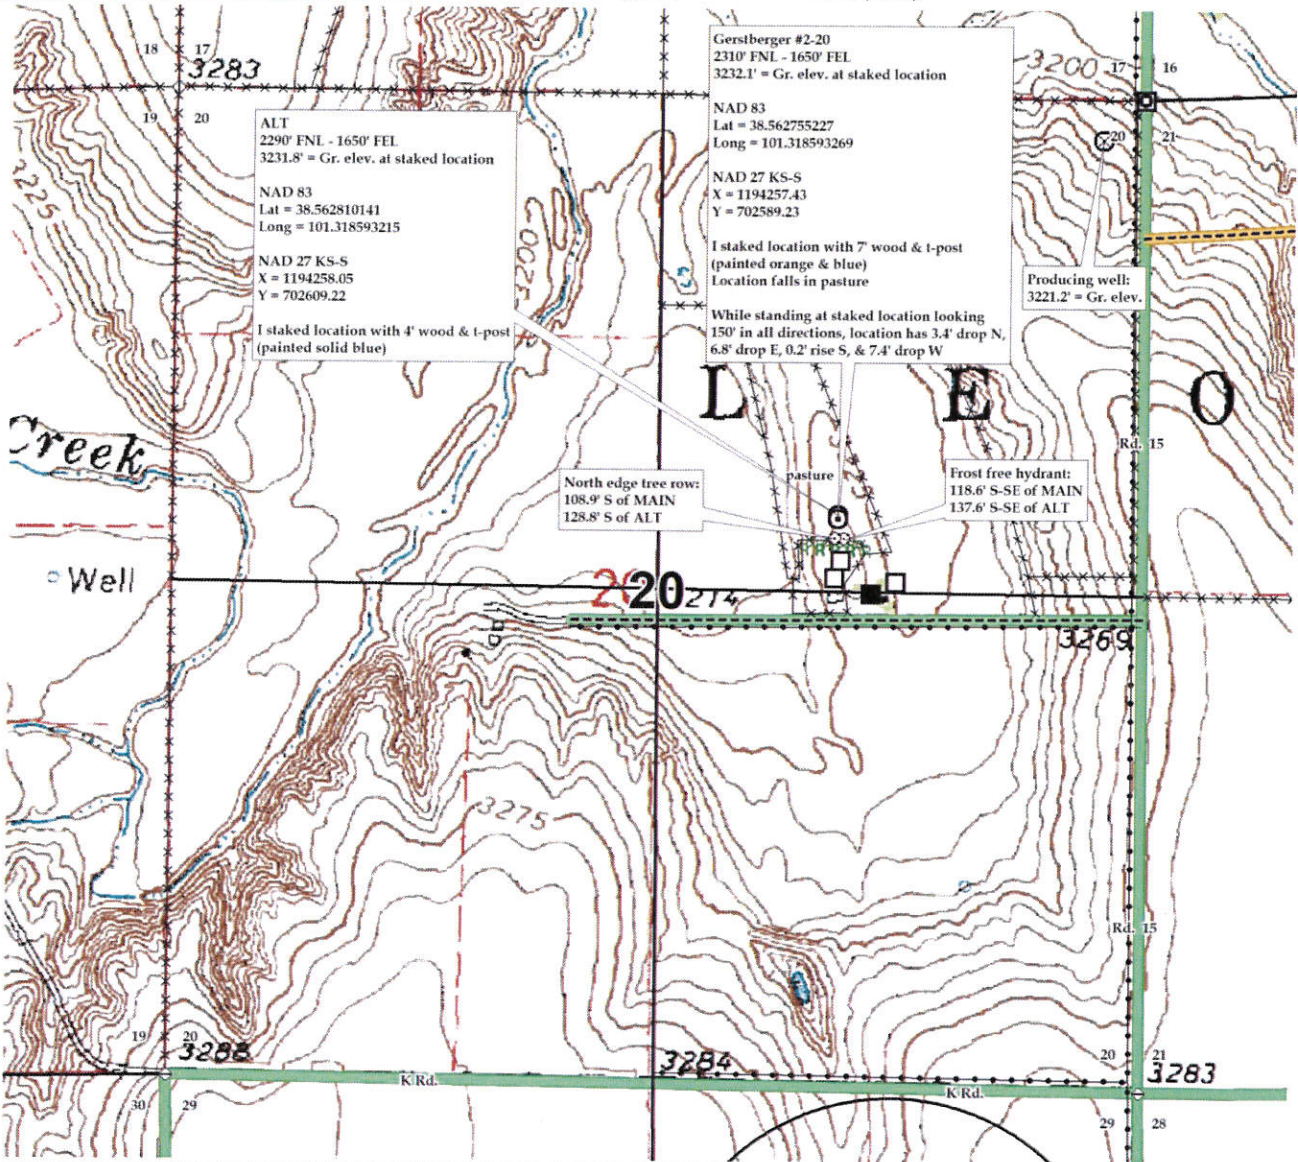 18
17
3283
19
20
ALT
2290' FNL - 1650' FEL
3231.8' = Gr. elev. at staked location
NAD 83
Lat = 38.562810141
Long = 101.318593215
NAD 27 KS-S
X = 1194258.05
Y = 702609.22
I staked location with 4' wood & t-post
(painted solid blue)
Gerstberger #2-20
2310' FNL - 1650' FEL
3232.1' = Gr. elev. at staked location
NAD 83
Lat = 38.562755227
Long = 101.318593269
NAD 27 KS-S
X = 1194257.43
Y = 702589.23
I staked location with 7' wood & t-post
(painted orange & blue)
Location falls in pasture
While standing at staked location looking
150' in all directions, location has 3.4' drop N,
6.8' drop E, 0.2' rise S, & 7.4' drop W
3200
17
16
20
21
Producing well:
3221.2' = Gr. elev.
L E O
Creek
Rd. 15
pasture
North edge tree row:
108.9' S of MAIN
128.8' S of ALT
Frost free hydrant:
118.6' S-SE of MAIN
137.6' S-SE of ALT
Well
20
3269
3275
Rd. 15
19
20
3288
3284
20
21
3283
K Rd.
K Rd.
30
29
29
28